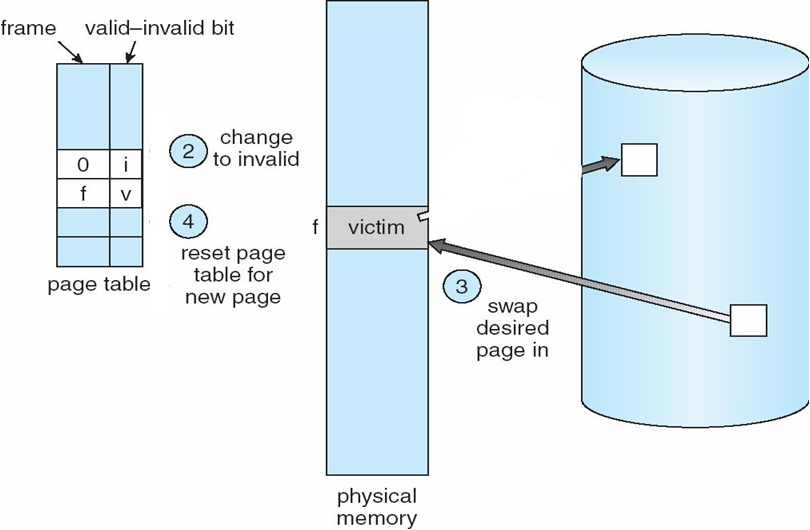 frame valid–invalid bit
0 i
f v
2 change
to invalid
4
reset page
table for
new page
page table
f victim
3
swap
desired
page in
physical
memory